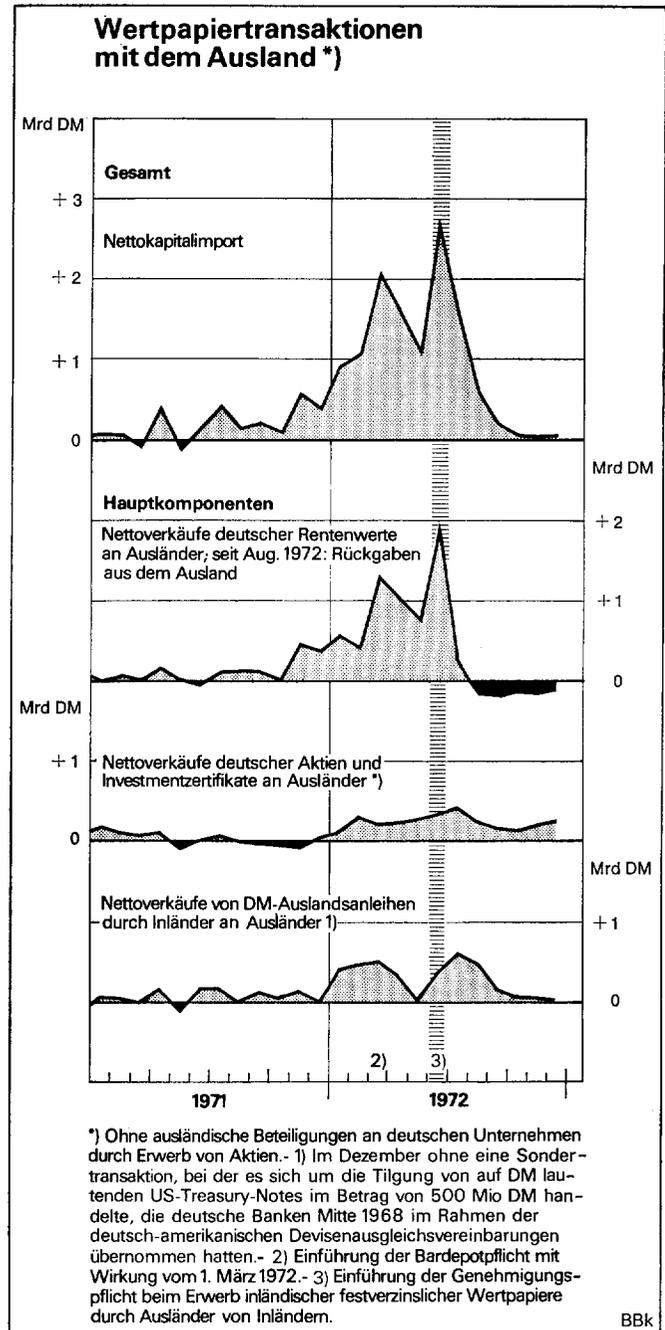 Wertpapiertransaktionen
mit dem Ausland *)
Mrd DM
Gesamt
+ 3
Nettokapitalimport
+ 2
+ 1
0
Mrd DM
Hauptkomponenten
+ 2
Nettoverkäufe deutscher Rentenwerte
an Ausländer; seit Aug. 1972: Rückgaben
aus dem Ausland
+ 1
0
Mrd DM
+ 1
Nettoverkäufe deutscher Aktien und
Investmentzertifikate an Ausländer *)
0
Mrd DM
Nettoverkäufe von DM-Auslandsanleihen
durch Inländer an Ausländer 1)
+ 1
0
2)
3)
1971
1972
*) Ohne ausländische Beteiligungen an deutschen Unternehmen
durch Erwerb von Aktien.- 1) Im Dezember ohne eine Sonder-
transaktion, bei der es sich um die Tilgung von auf DM lau-
tenden US-Treasury-Notes im Betrag von 500 Mio DM han-
delte, die deutsche Banken Mitte 1968 im Rahmen der
deutsch-amerikanischen Devisenausgleichsvereinbarungen
übernommen hatten.- 2) Einführung der Bardepotpflicht mit
Wirkung vom 1. März 1972.- 3) Einführung der Genehmigungs-
pflicht beim Erwerb inländischer festverzinslicher Wertpapiere
durch Ausländer von Inländern.
BBk